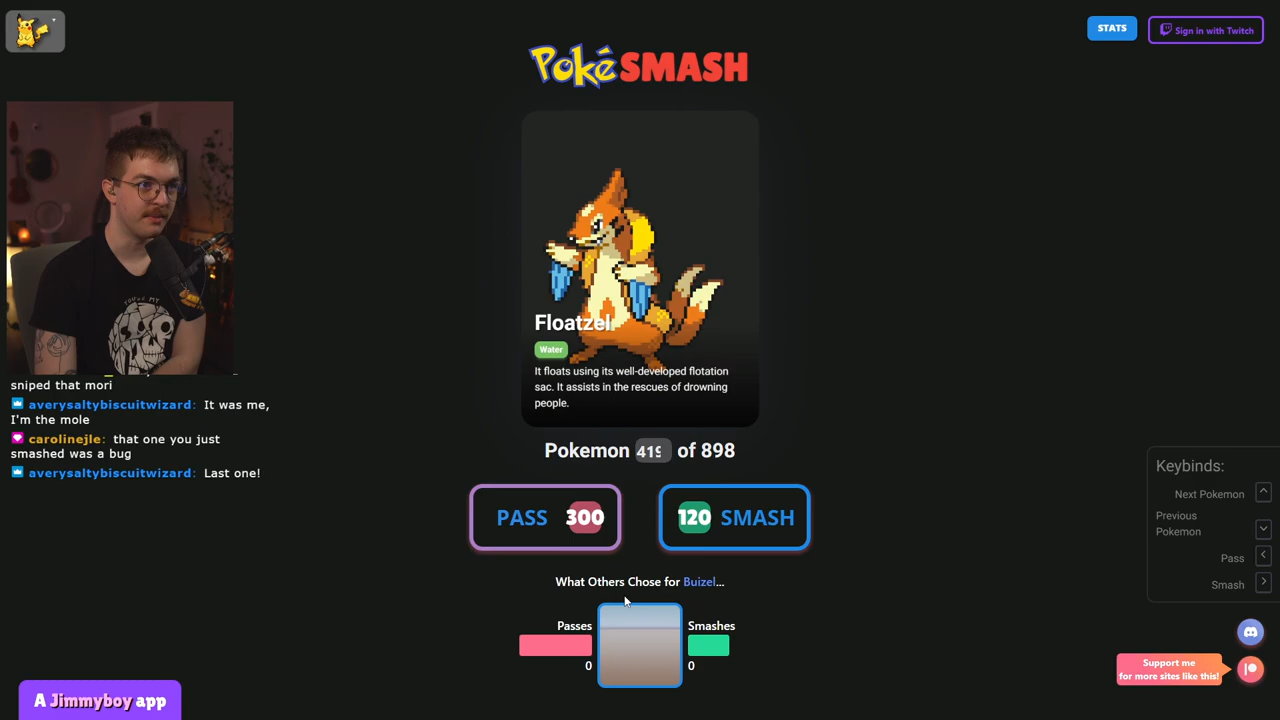 STATS
Sign in with Twitch
PokéSMASH
Floatzel
Water
It floats using its well-developed flotation
sac. It assists in the rescues of drowning
people.
Pokemon 419 of 898
PASS 300
120 SMASH
What Others Chose for Buizel...
Passes
0
Smashes
0
sniped that mori
averysaltybiscuitwizard: It was me,
I'm the mole
carolinejle: that one you just
smashed was a bug
averysaltybiscuitwizard: Last one!
Keybinds:
Next Pokemon
Previous
Pokemon
Pass
Smash
Support me
for more sites like this!
A Jimmyboy app